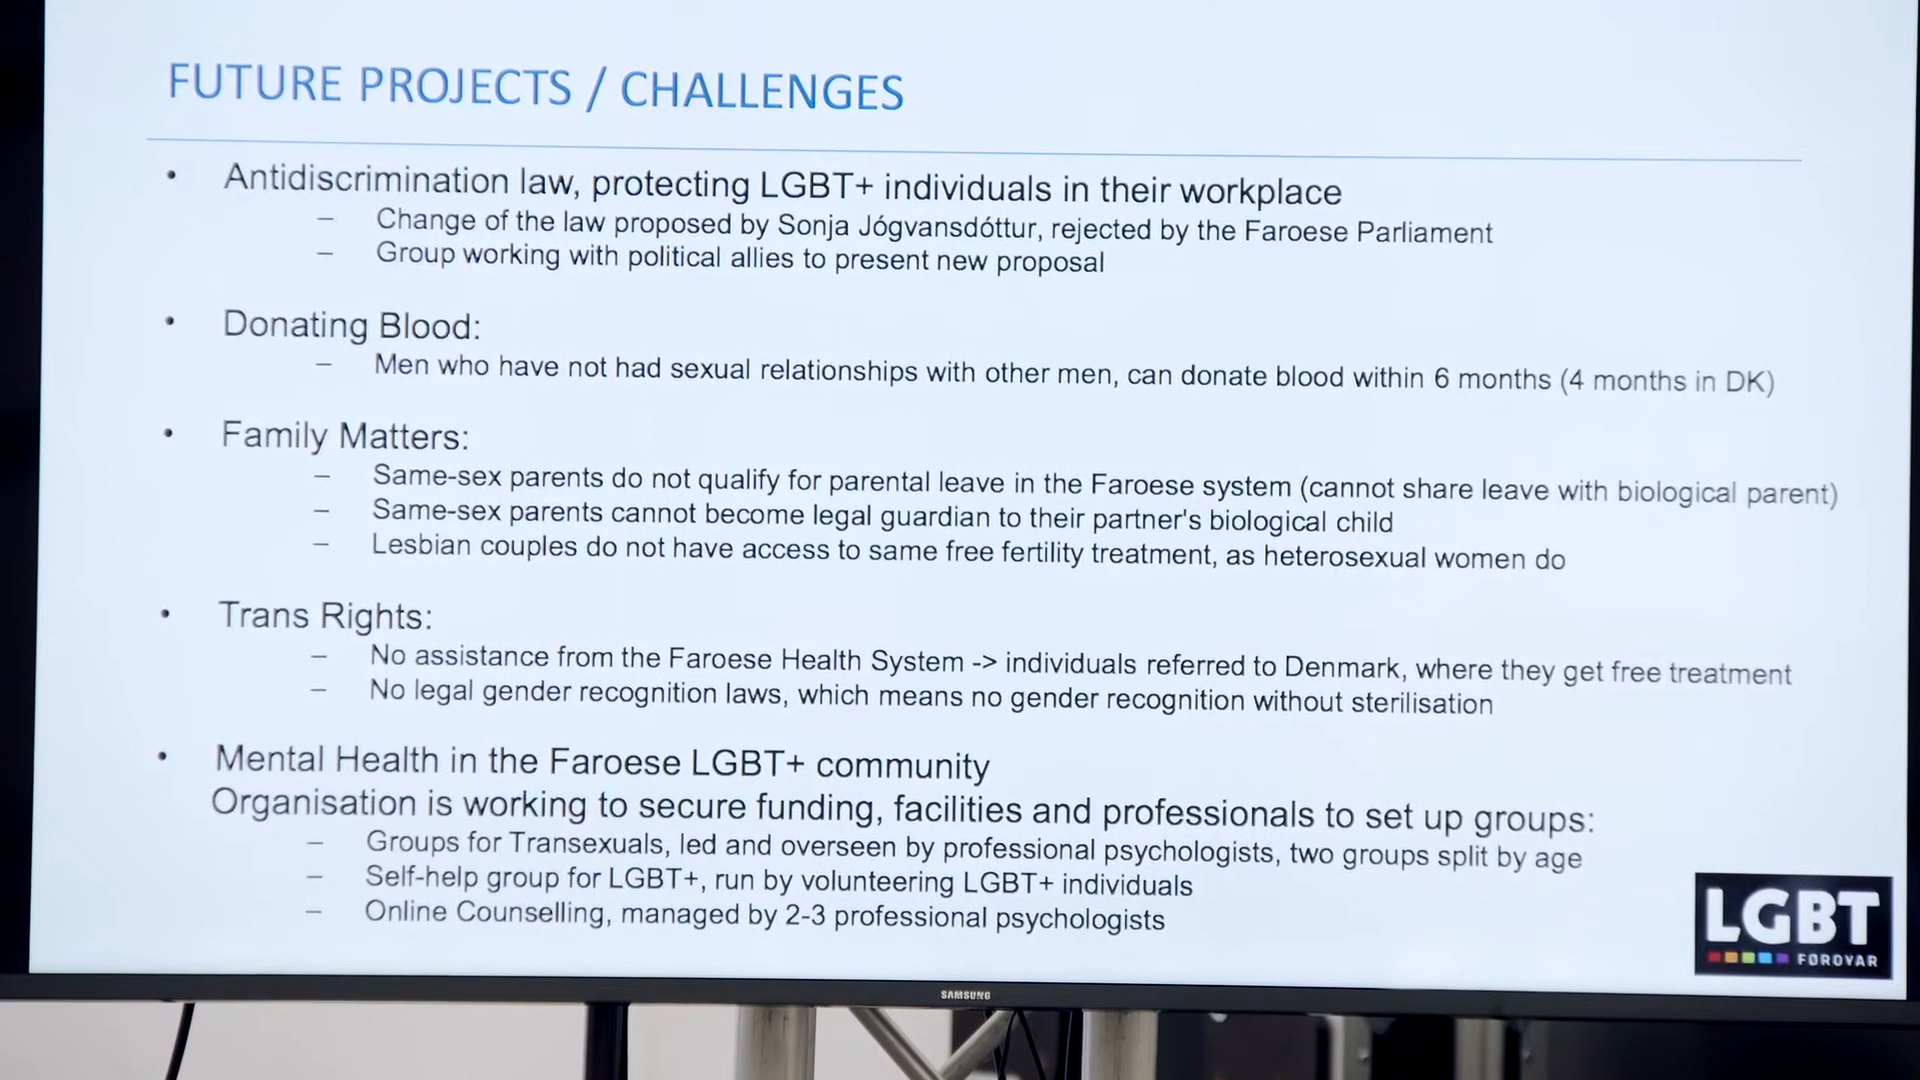 FUTURE PROJECTS / CHALLENGES
• Antidiscrimination law, protecting LGBT+ individuals in their workplace
– Change of the law proposed by Sonja Jógvansdóttur, rejected by the Faroese Parliament
– Group working with political allies to present new proposal
• Donating Blood:
– Men who have not had sexual relationships with other men, can donate blood within 6 months (4 months in DK)
• Family Matters:
– Same-sex parents do not qualify for parental leave in the Faroese system (cannot share leave with biological parent)
– Same-sex parents cannot become legal guardian to their partner's biological child
– Lesbian couples do not have access to same free fertility treatment, as heterosexual women do
• Trans Rights:
– No assistance from the Faroese Health System -> individuals referred to Denmark, where they get free treatment
– No legal gender recognition laws, which means no gender recognition without sterilisation
• Mental Health in the Faroese LGBT+ community
Organisation is working to secure funding, facilities and professionals to set up groups:
– Groups for Transexuals, led and overseen by professional psychologists, two groups split by age
– Self-help group for LGBT+, run by volunteering LGBT+ individuals
– Online Counselling, managed by 2-3 professional psychologists
LGBT
FØROYAR
SAMSUNG